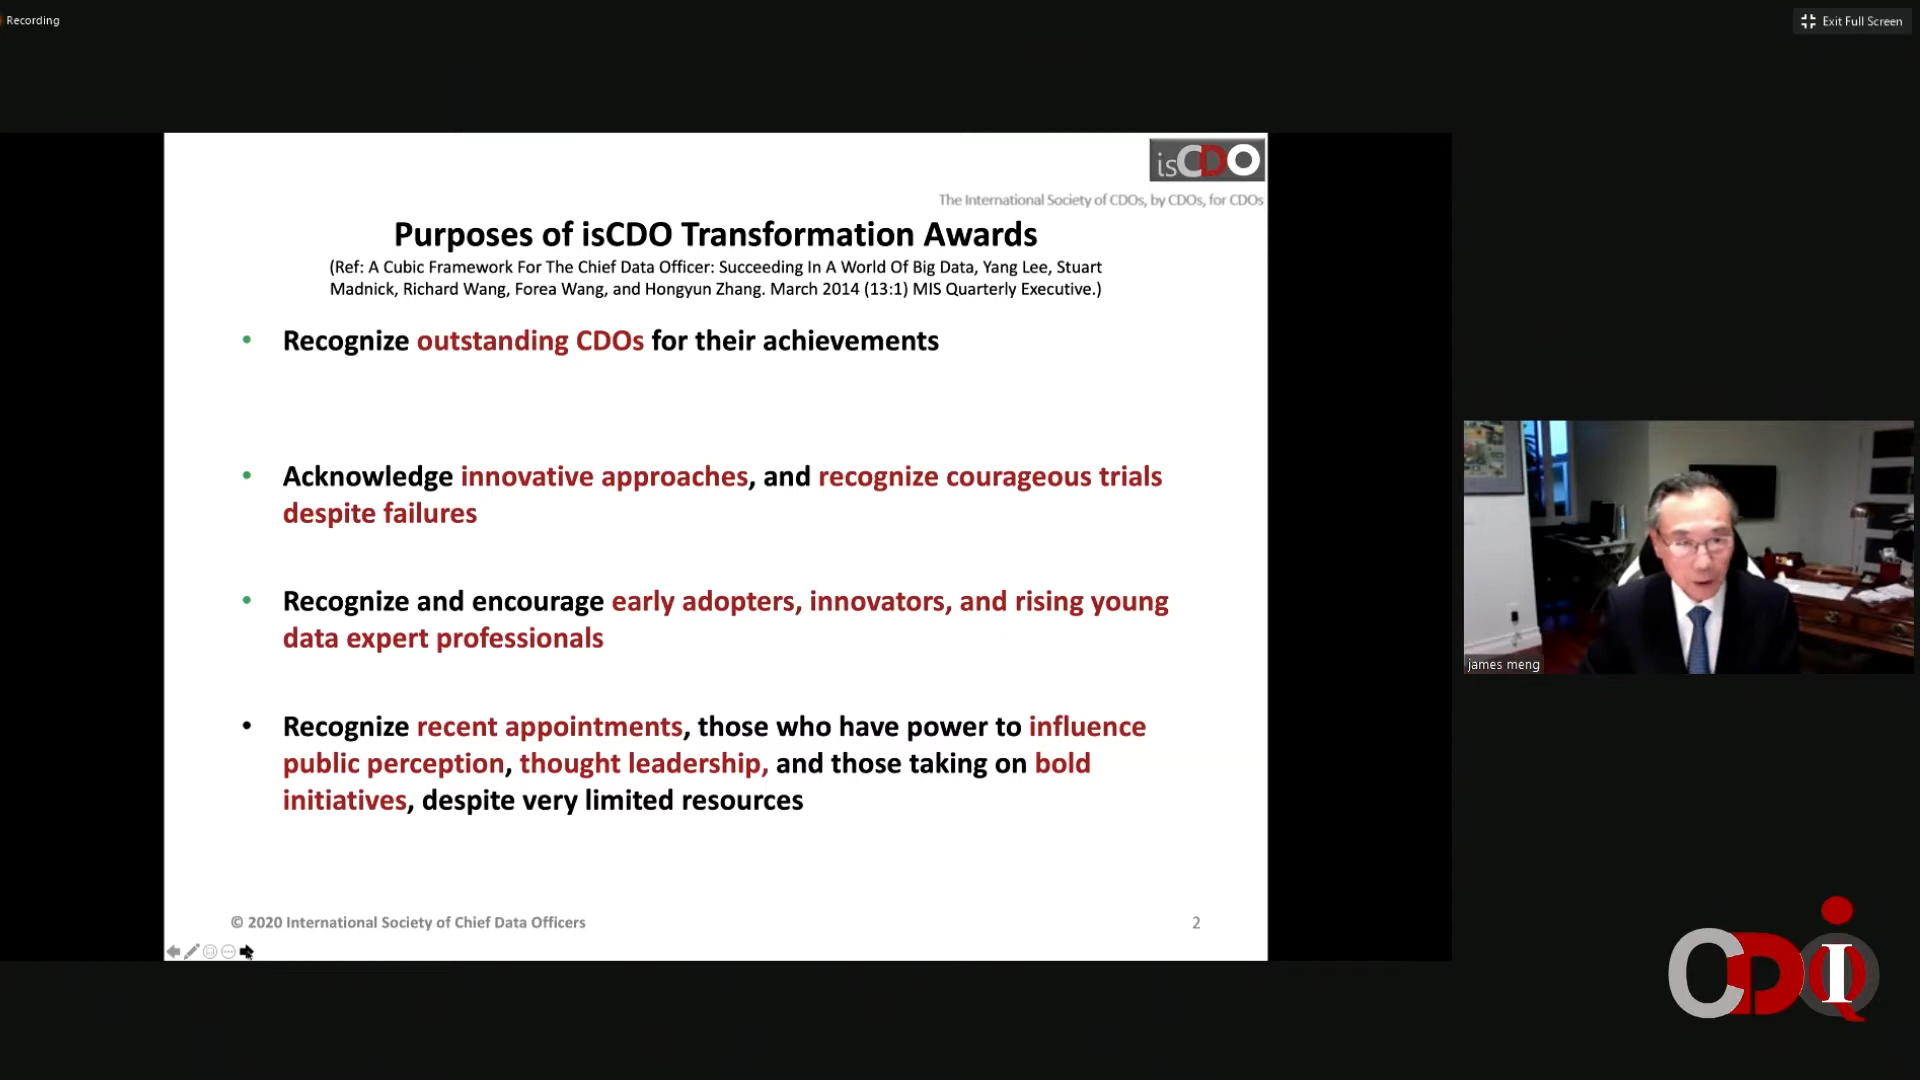 Recording
Exit Full Screen
isCDO
The International Society of CDOs, by CDOs, for CDOs
Purposes of isCDO Transformation Awards
(Ref: A Cubic Framework For The Chief Data Officer: Succeeding In A World Of Big Data, Yang Lee, Stuart
Madnick, Richard Wang, Forea Wang, and Hongyun Zhang. March 2014 (13:1) MIS Quarterly Executive.)
• Recognize outstanding CDOs for their achievements
• Acknowledge innovative approaches, and recognize courageous trials
despite failures
• Recognize and encourage early adopters, innovators, and rising young
data expert professionals
• Recognize recent appointments, those who have power to influence
public perception, thought leadership, and those taking on bold
initiatives, despite very limited resources
© 2020 International Society of Chief Data Officers
2
james meng
CDOIQ